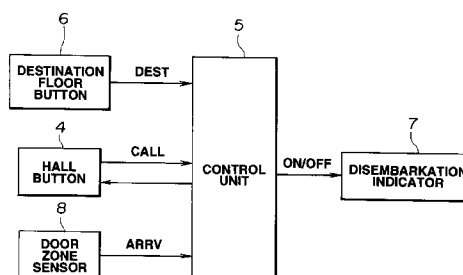 6
DESTINATION
FLOOR
BUTTON
DEST
5
4
HALL
BUTTON
CALL
CONTROL
UNIT
ON/OFF
7
DISEMBARKATION
INDICATOR
8
DOOR
ZONE
SENSOR
ARRV